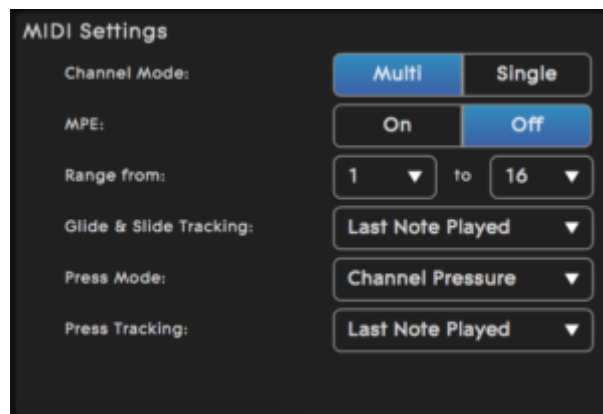 MIDI Settings
Channel Mode: Multi Single
MPE: On Off
Range from: 1 to 16
Glide & Slide Tracking: Last Note Played
Press Mode: Channel Pressure
Press Tracking: Last Note Played